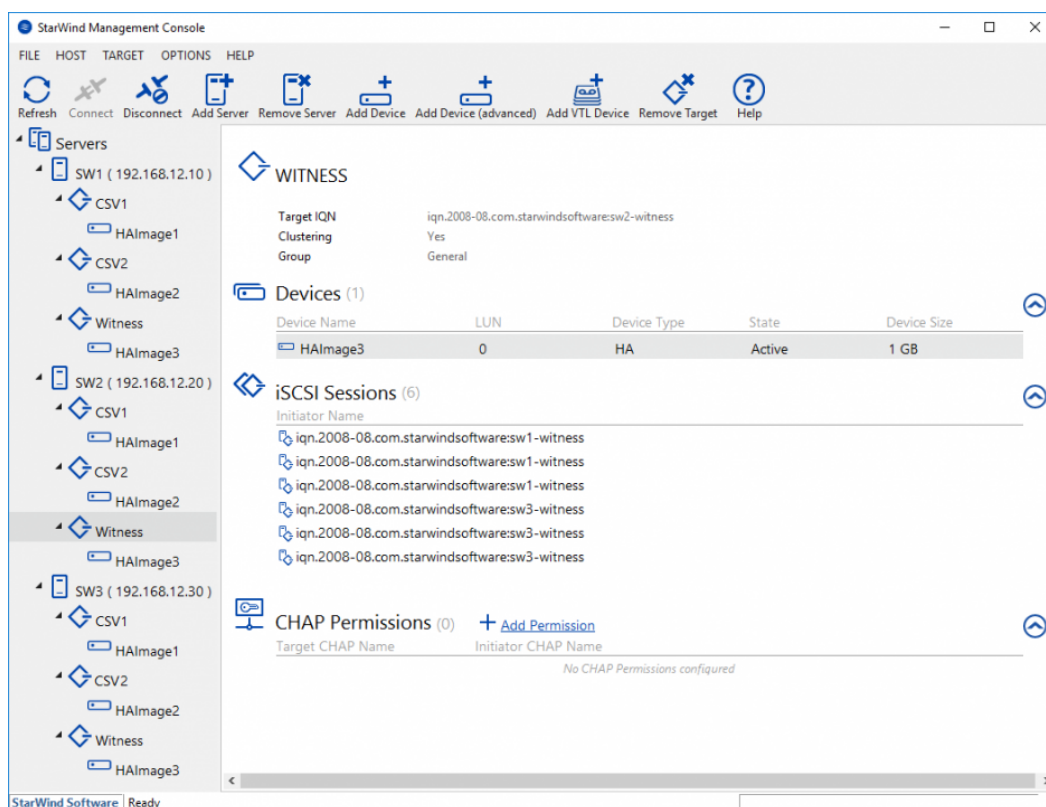 StarWind Management Console
FILE HOST TARGET OPTIONS HELP
Refresh Connect Disconnect Add Server Remove Server Add Device Add Device (advanced) Add VTL Device Remove Target Help
Servers
SW1 ( 192.168.12.10 )
CSV1
HAImage1
CSV2
HAImage2
Witness
HAImage3
SW2 ( 192.168.12.20 )
CSV1
HAImage1
CSV2
HAImage2
Witness
HAImage3
SW3 ( 192.168.12.30 )
CSV1
HAImage1
CSV2
HAImage2
Witness
HAImage3
WITNESS
Target IQN iqn.2008-08.com.starwindsoftware:sw2-witness
Clustering Yes
Group General
Devices (1)
Device Name LUN Device Type State Device Size
HAImage3 0 HA Active 1 GB
iSCSI Sessions (6)
Initiator Name
iqn.2008-08.com.starwindsoftware:sw1-witness
iqn.2008-08.com.starwindsoftware:sw1-witness
iqn.2008-08.com.starwindsoftware:sw1-witness
iqn.2008-08.com.starwindsoftware:sw3-witness
iqn.2008-08.com.starwindsoftware:sw3-witness
iqn.2008-08.com.starwindsoftware:sw3-witness
CHAP Permissions (0) + Add Permission
Target CHAP Name Initiator CHAP Name
No CHAP Permissions configured
StarWind Software Ready